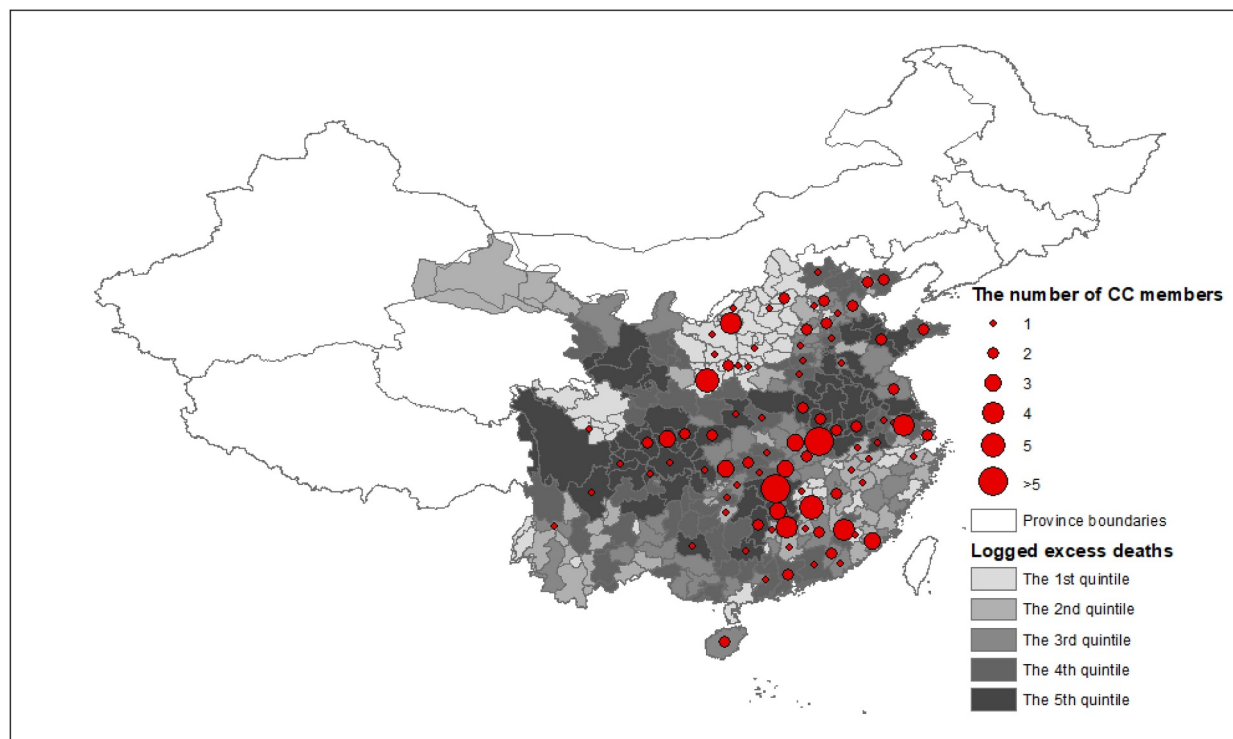 The number of CC members
1
2
3
4
5
>5
Province boundaries
Logged excess deaths
The 1st quintile
The 2nd quintile
The 3rd quintile
The 4th quintile
The 5th quintile